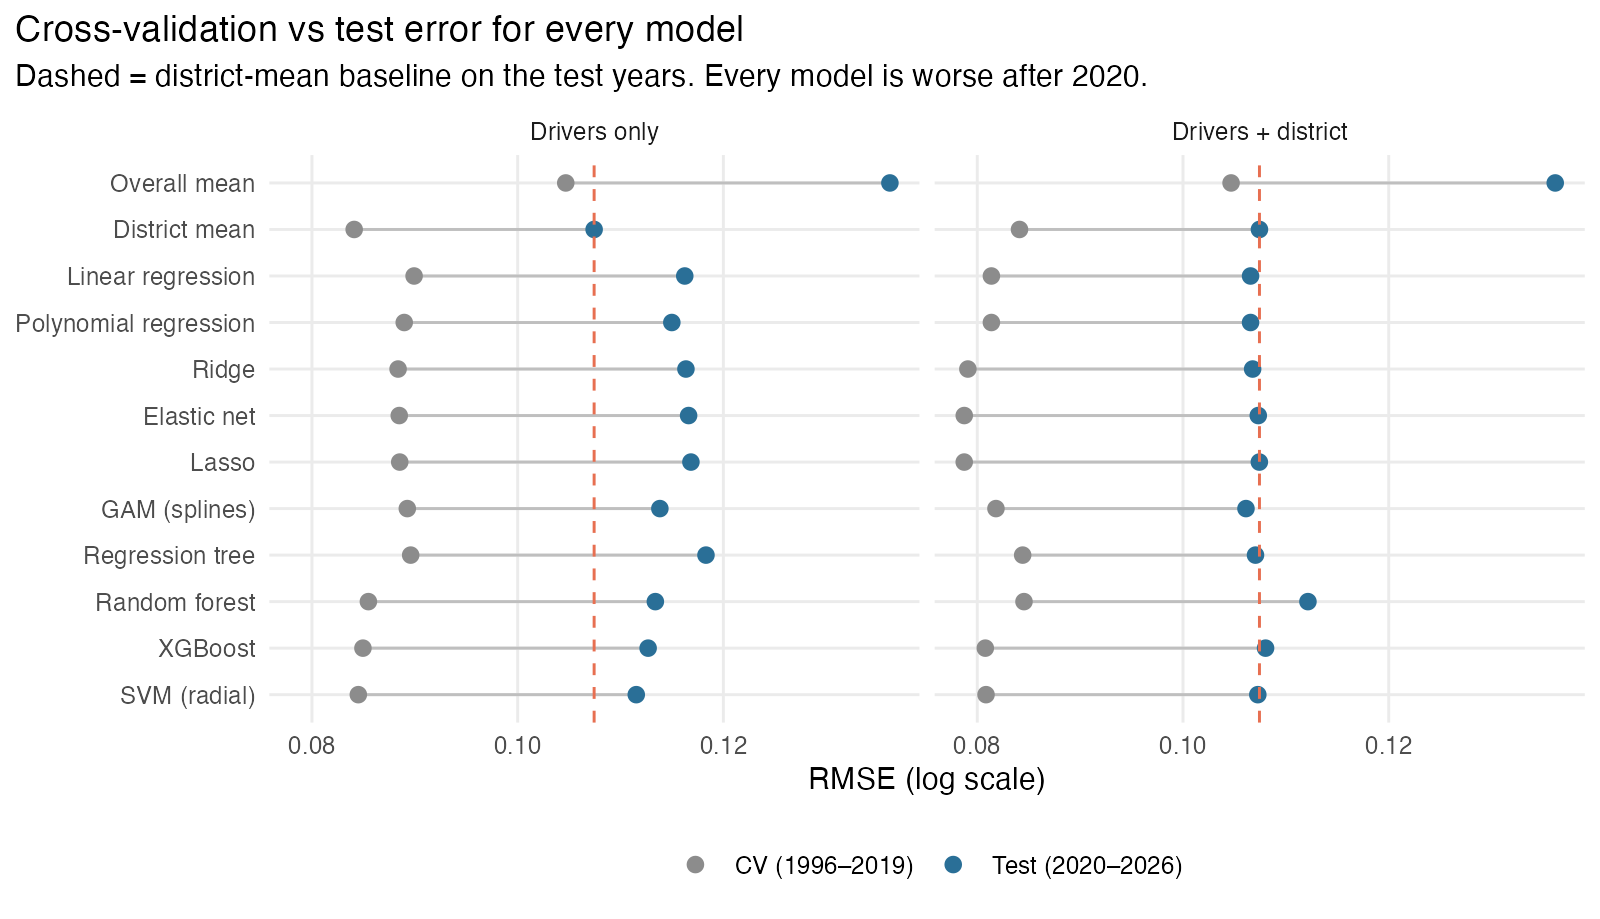 Cross-validation vs test error for every model
Dashed = district-mean baseline on the test years. Every model is worse after 2020.
Drivers only
Drivers + district
Overall mean
District mean
Linear regression
Polynomial regression
Ridge
Elastic net
Lasso
GAM (splines)
Regression tree
Random forest
XGBoost
SVM (radial)
0.08 0.10 0.12
0.08 0.10 0.12
RMSE (log scale)
CV (1996–2019)
Test (2020–2026)